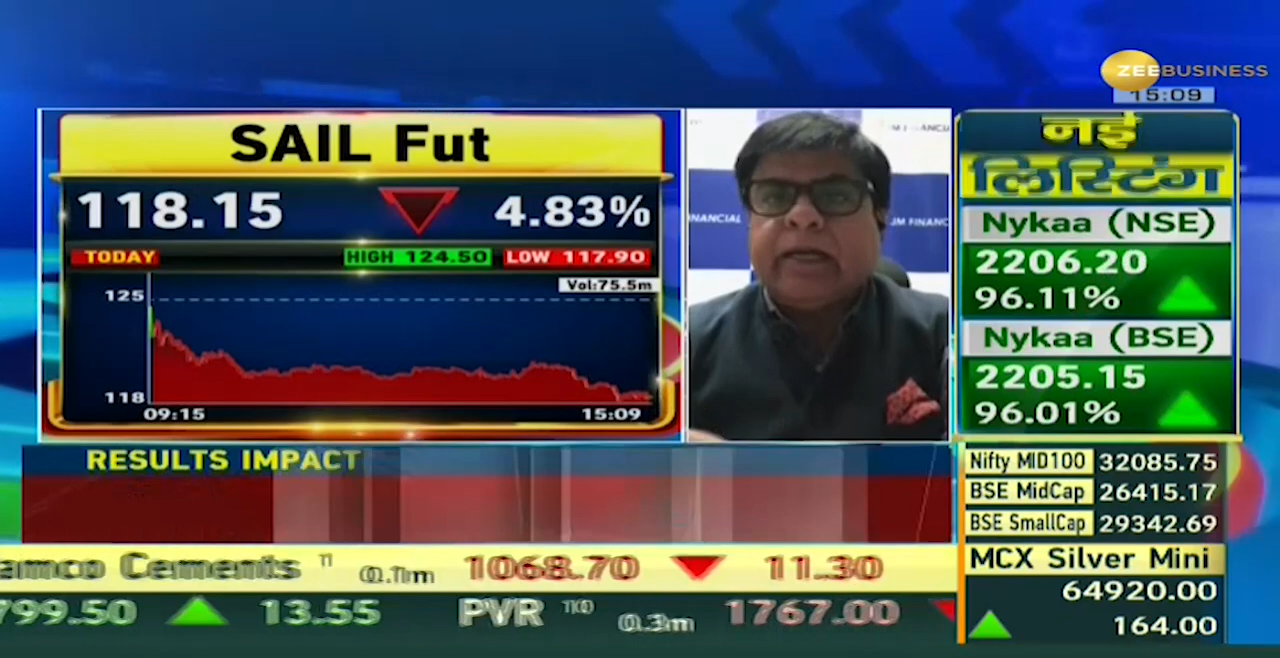 ZEEBUSINESS
15:09
SAIL Fut
118.15 4.83%
TODAY HIGH 124.50 LOW 117.90
Vol:75.5m
125
118
09:15 15:09
NANCIAL
JM FINANC
नई
लिस्टिंग
Nykaa (NSE)
2206.20
96.11%
Nykaa (BSE)
2205.15
96.01%
Nifty MID100 32085.75
BSE MidCap 26415.17
BSE SmallCap 29342.69
MCX Silver Mini
64920.00
164.00
RESULTS IMPACT
amco Cements T1 0.1m 1068.70 11.30
799.50 13.55 PVR 0.3m 1767.00